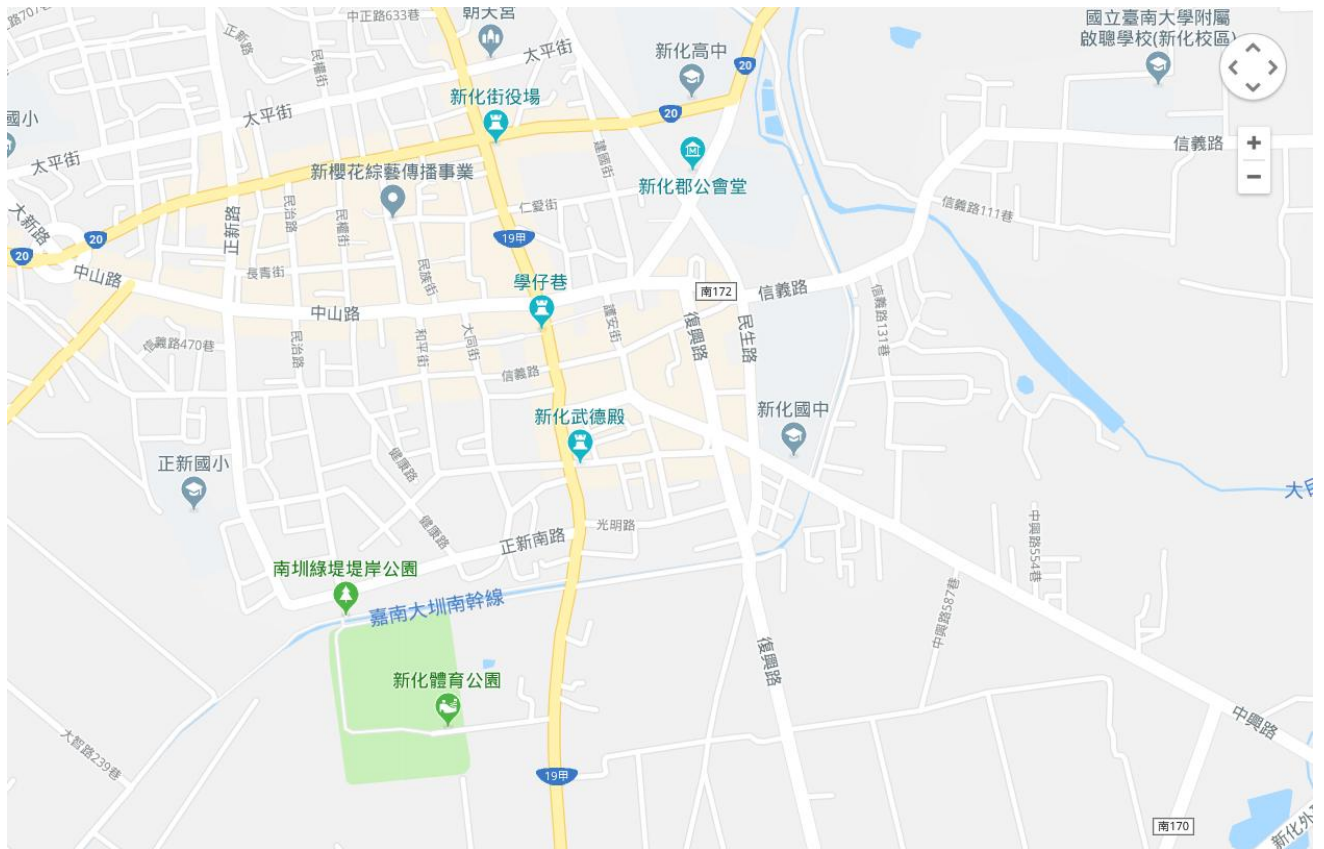 路707巷
中正路633巷
朝天宮
國立臺南大學附屬
啟聰學校(新化校區)
正新路
民權街
太平街
新化高中
20
新化街役場
太平街
20
國小
太平街
建國街
信義路
+
−
新櫻花綜藝傳播事業
新化郡公會堂
大新路
民治路
民權街
仁愛街
信義路111巷
正新路
20
20
19甲
長青街
民族街
中山路
學仔巷
南172
信義路
中山路
護安街
復興路
民生路
信義路131巷
信義路470巷
民治路
和平街
大同街
信義路
新化武德殿
新化國中
正新國小
健康路
大
健康路
正新南路
光明路
中興路554巷
南圳綠堤堤岸公園
嘉南大圳南幹線
中興路587巷
復興路
新化體育公園
大智路239巷
中興路
19甲
南170
新化外